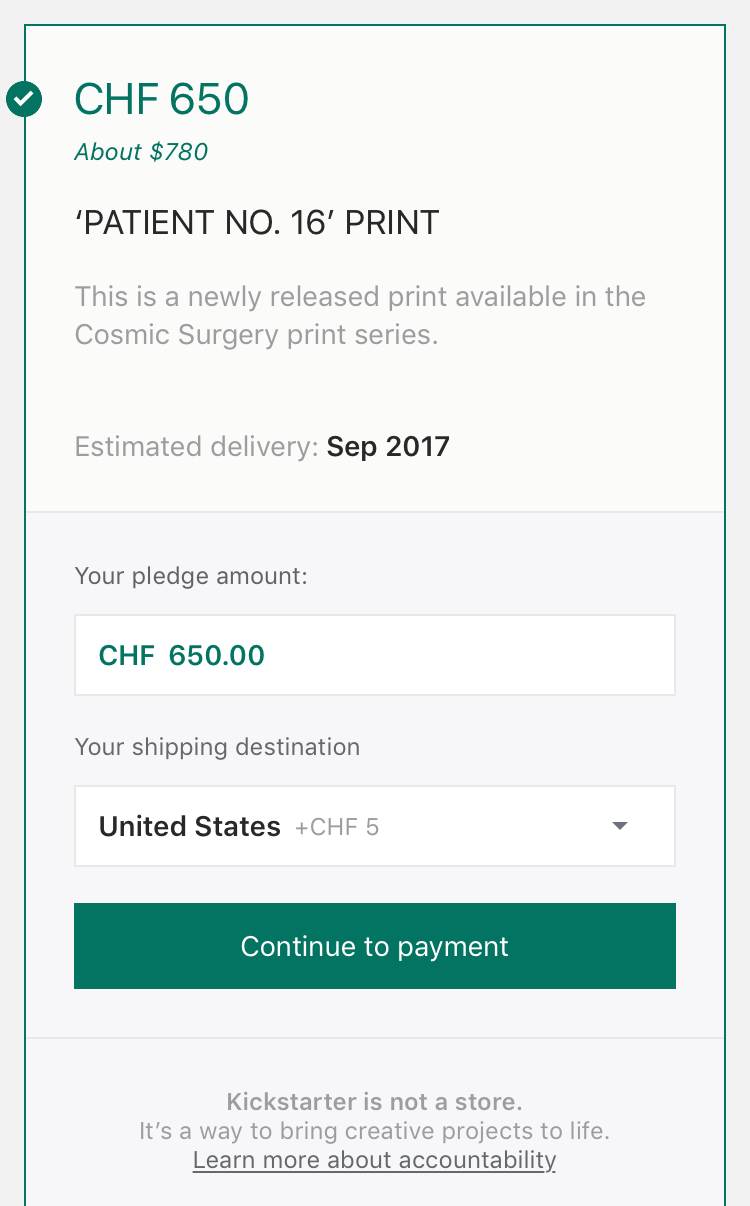 CHF 650
About $780
‘PATIENT NO. 16’ PRINT
This is a newly released print available in the
Cosmic Surgery print series.
Estimated delivery: Sep 2017
Your pledge amount:
CHF 650.00
Your shipping destination
United States +CHF 5
Continue to payment
Kickstarter is not a store.
It’s a way to bring creative projects to life.
Learn more about accountability